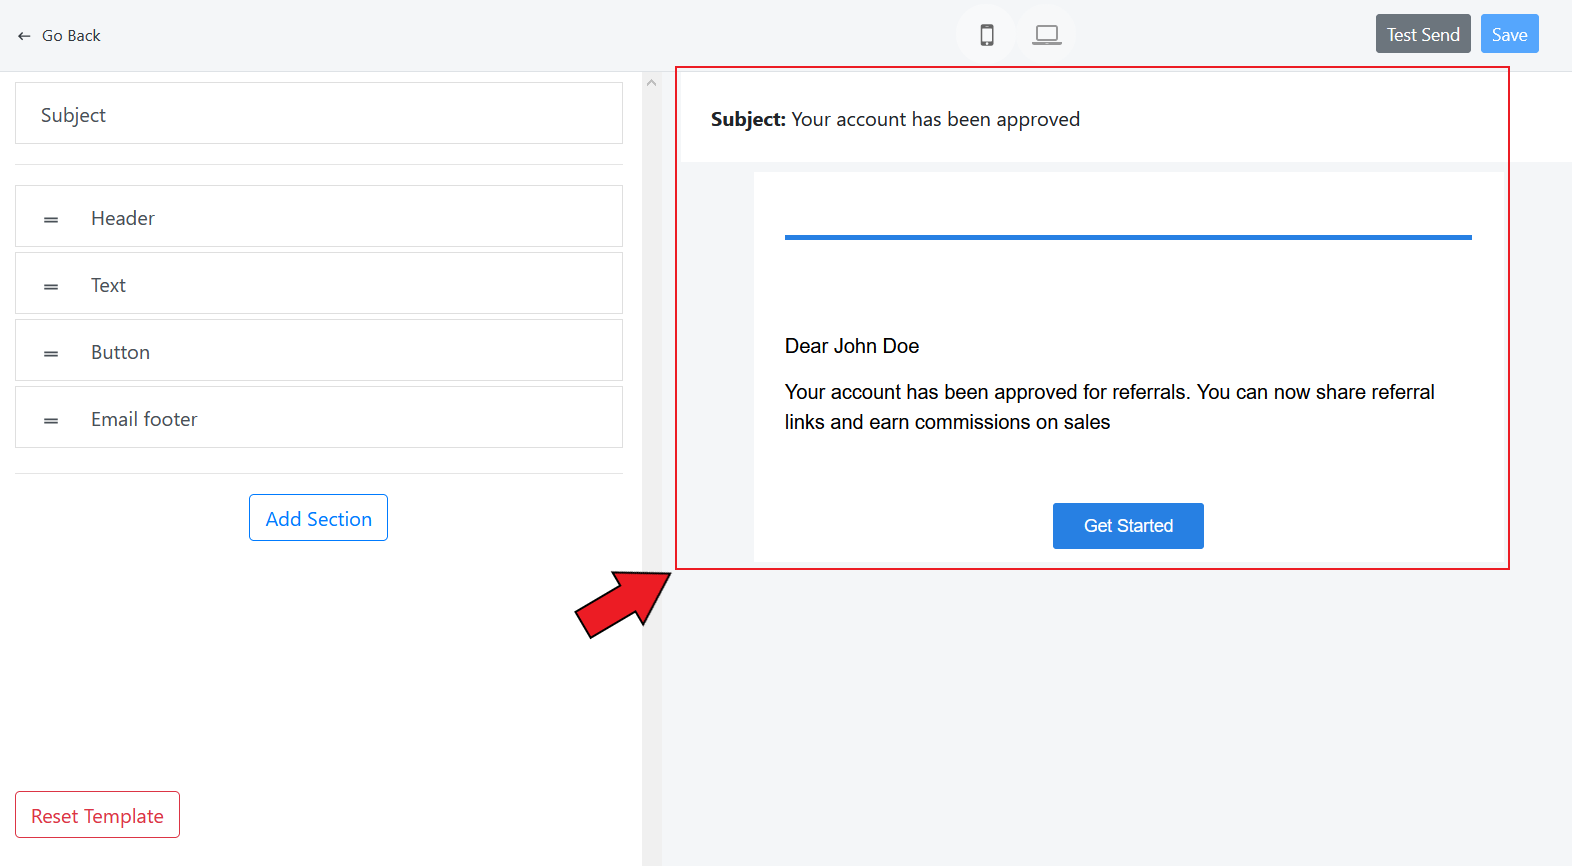 Go Back
Test Send
Save
Subject
Header
Text
Button
Email footer
Add Section
Reset Template
Subject: Your account has been approved
Dear John Doe
Your account has been approved for referrals. You can now share referral
links and earn commissions on sales
Get Started